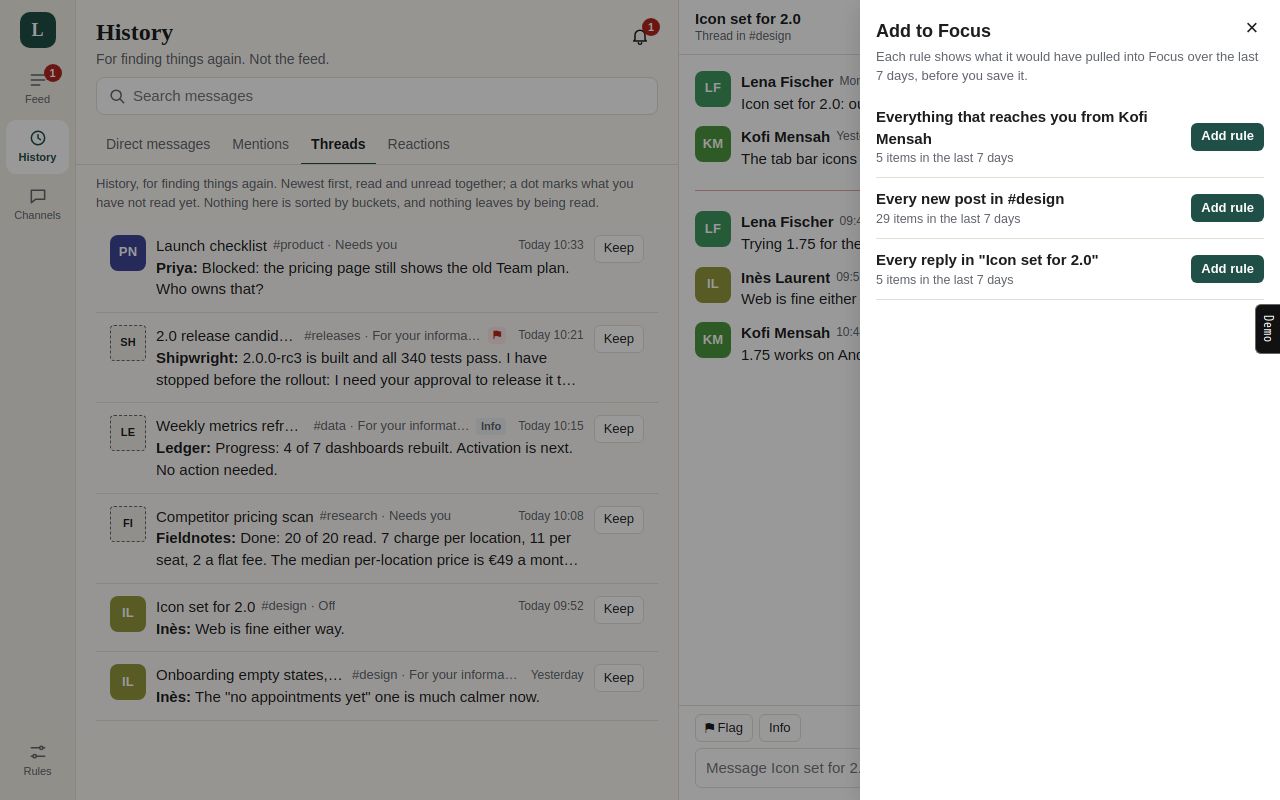 L
1
Feed
History
Channels
Rules
History
1
For finding things again. Not the feed.
Search messages
Direct messages
Mentions
Threads
Reactions
History, for finding things again. Newest first, read and unread together; a dot marks what you
have not read yet. Nothing here is sorted by buckets, and nothing leaves by being read.
PN
Launch checklist #product · Needs you Today 10:33
Keep
Priya: Blocked: the pricing page still shows the old Team plan.
Who owns that?
SH
2.0 release candid… #releases · For your informa… Today 10:21
Keep
Shipwright: 2.0.0-rc3 is built and all 340 tests pass. I have
stopped before the rollout: I need your approval to release it t…
LE
Weekly metrics refr… #data · For your informat… Info Today 10:15
Keep
Ledger: Progress: 4 of 7 dashboards rebuilt. Activation is next.
No action needed.
FI
Competitor pricing scan #research · Needs you Today 10:08
Keep
Fieldnotes: Done: 20 of 20 read. 7 charge per location, 11 per
seat, 2 a flat fee. The median per-location price is €49 a mont…
IL
Icon set for 2.0 #design · Off Today 09:52
Keep
Inès: Web is fine either way.
IL
Onboarding empty states,… #design · For your informa… Yesterday
Keep
Inès: The "no appointments yet" one is much calmer now.
Icon set for 2.0
Thread in #design
LF
Lena Fischer
Icon set for 2.0:
KM
Kofi Mensah
The tab bar icons
LF
Lena Fischer
Trying 1.75 for the
IL
Inès Laurent
Web is fine either
KM
Kofi Mensah
1.75 works on
Flag
Info
Message Icon set for
Add to Focus
Each rule shows what it would have pulled into Focus over the last
7 days, before you save it.
Everything that reaches you from Kofi
Mensah
5 items in the last 7 days
Add rule
Every new post in #design
29 items in the last 7 days
Add rule
Every reply in "Icon set for 2.0"
5 items in the last 7 days
Add rule
Demo